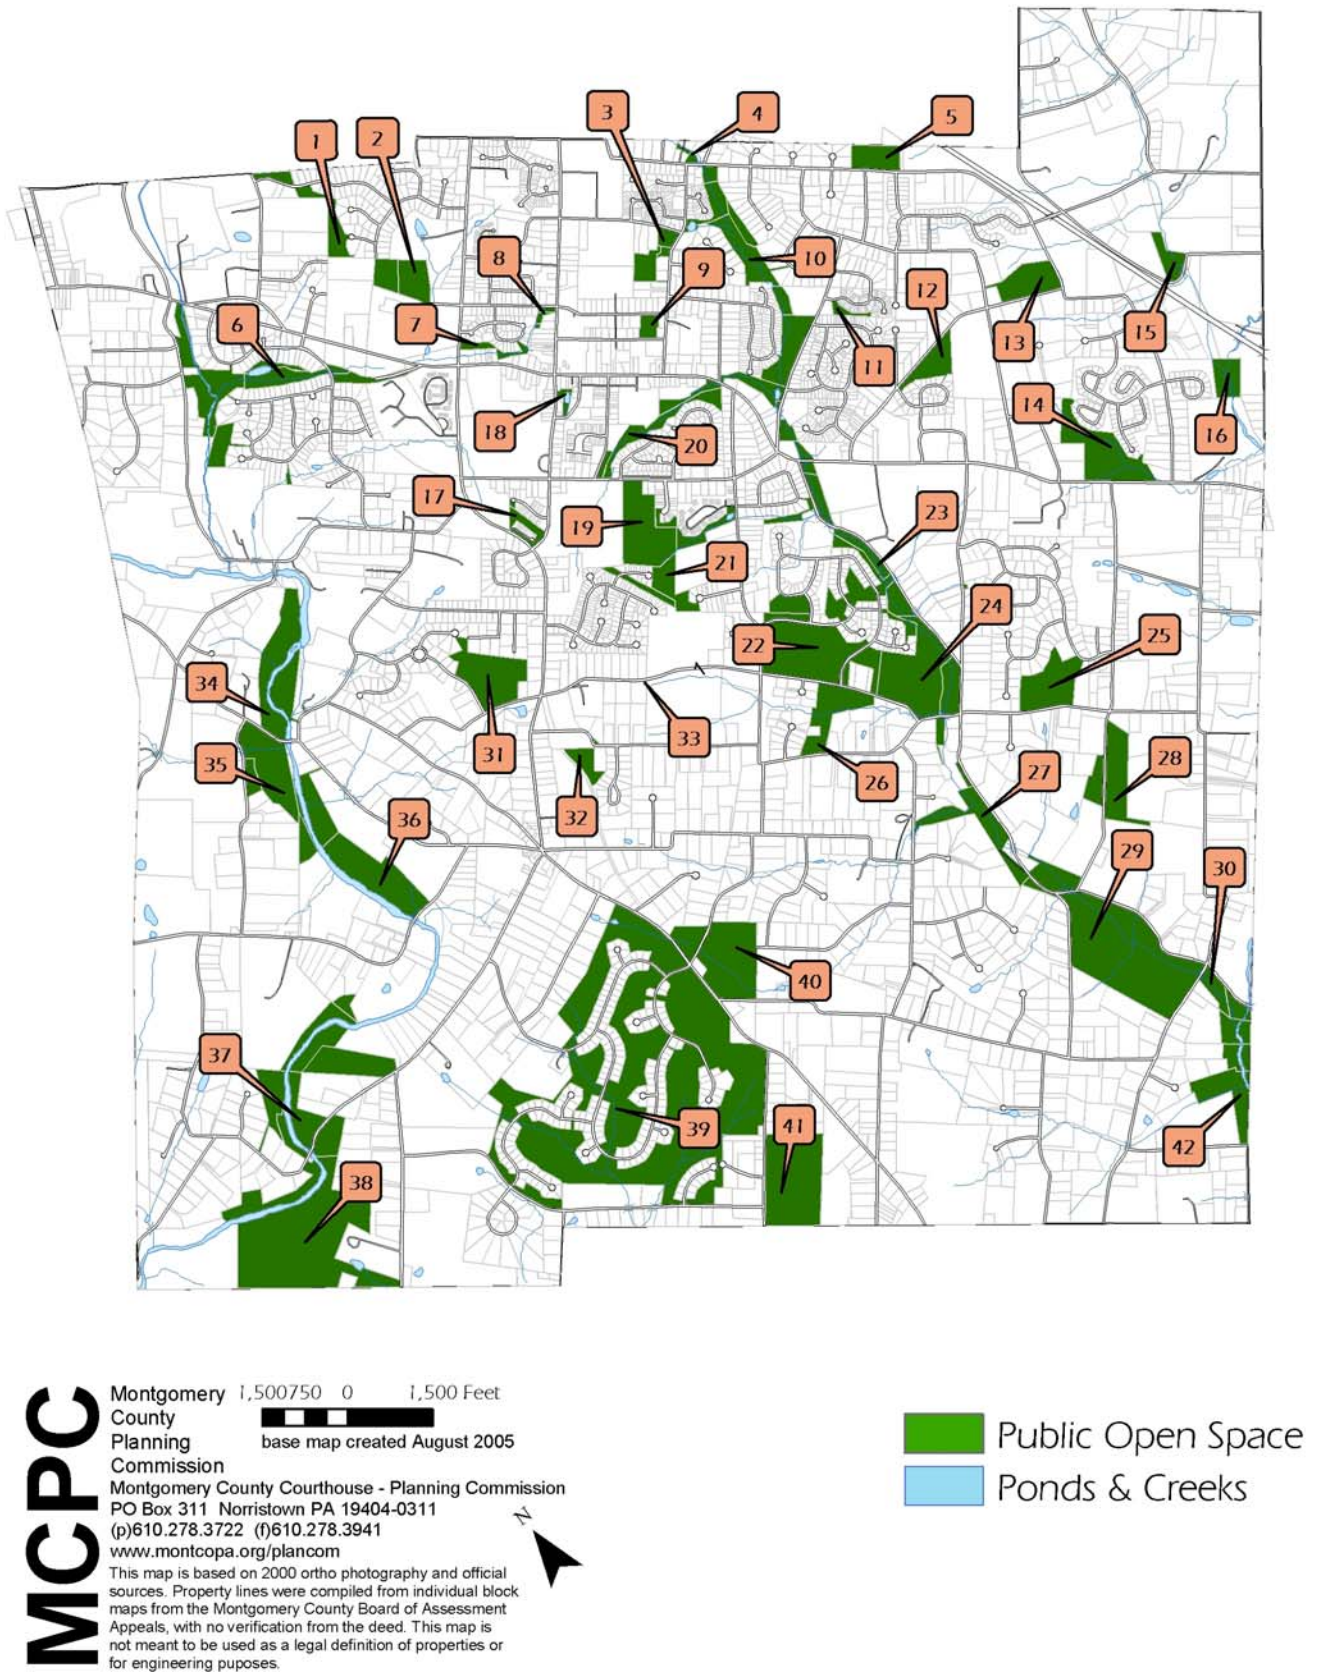 3
4
5
1
2
8
9
10
12
6
7
11
13
15
14
16
18
20
17
19
23
21
24
22
25
34
31
33
35
26
27
28
32
36
29
30
40
37
39
41
42
38
MCPC
Montgomery
County
Planning
Commission
1,500750 0 1,500 Feet
base map created August 2005
Montgomery County Courthouse - Planning Commission
PO Box 311 Norristown PA 19404-0311
(p)610.278.3722 (f)610.278.3941
www.montcopa.org/plancom
This map is based on 2000 ortho photography and official
sources. Property lines were compiled from individual block
maps from the Montgomery County Board of Assessment
Appeals, with no verification from the deed. This map is
not meant to be used as a legal definition of properties or
for engineering puposes.
N
Public Open Space
Ponds & Creeks